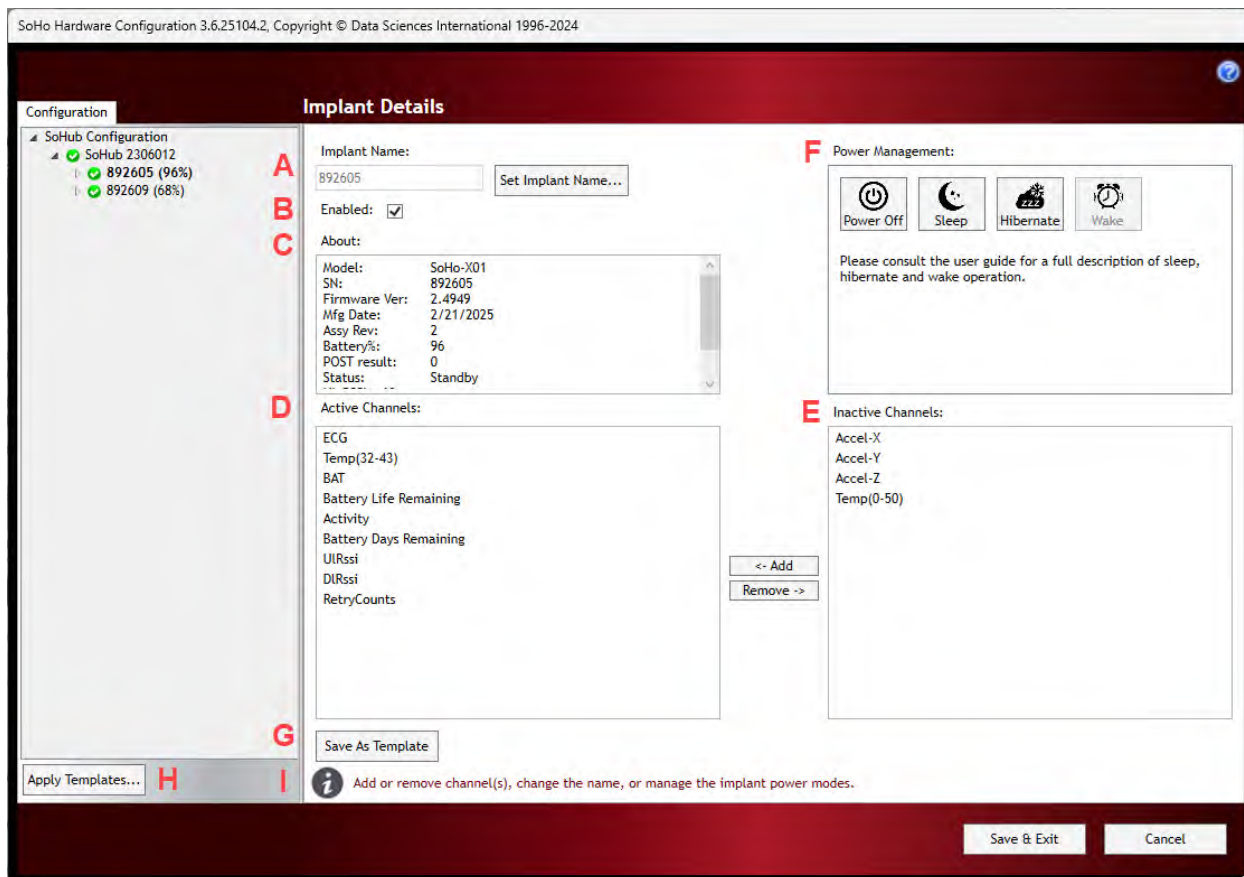 SoHo Hardware Configuration 3.6.25104.2, Copyright © Data Sciences International 1996-2024
Configuration
Implant Details
SoHub Configuration
SoHub 2306012
892605 (96%)
892609 (68%)
A
Implant Name:
892605
Set Implant Name...
B
Enabled:
C
About:
Model: SoHo-X01
SN: 892605
Firmware Ver: 2.4949
Mfg Date: 2/21/2025
Assy Rev: 2
Battery%: 96
POST result: 0
Status: Standby
F
Power Management:
Power Off
Sleep
Hibernate
Wake
Please consult the user guide for a full description of sleep,
hibernate and wake operation.
D
Active Channels:
ECG
Temp(32-43)
BAT
Battery Life Remaining
Activity
Battery Days Remaining
UlRssi
DlRssi
RetryCounts
<- Add
Remove ->
E
Inactive Channels:
Accel-X
Accel-Y
Accel-Z
Temp(0-50)
G
Save As Template
Apply Templates...
H
I
Add or remove channel(s), change the name, or manage the implant power modes.
Save & Exit
Cancel